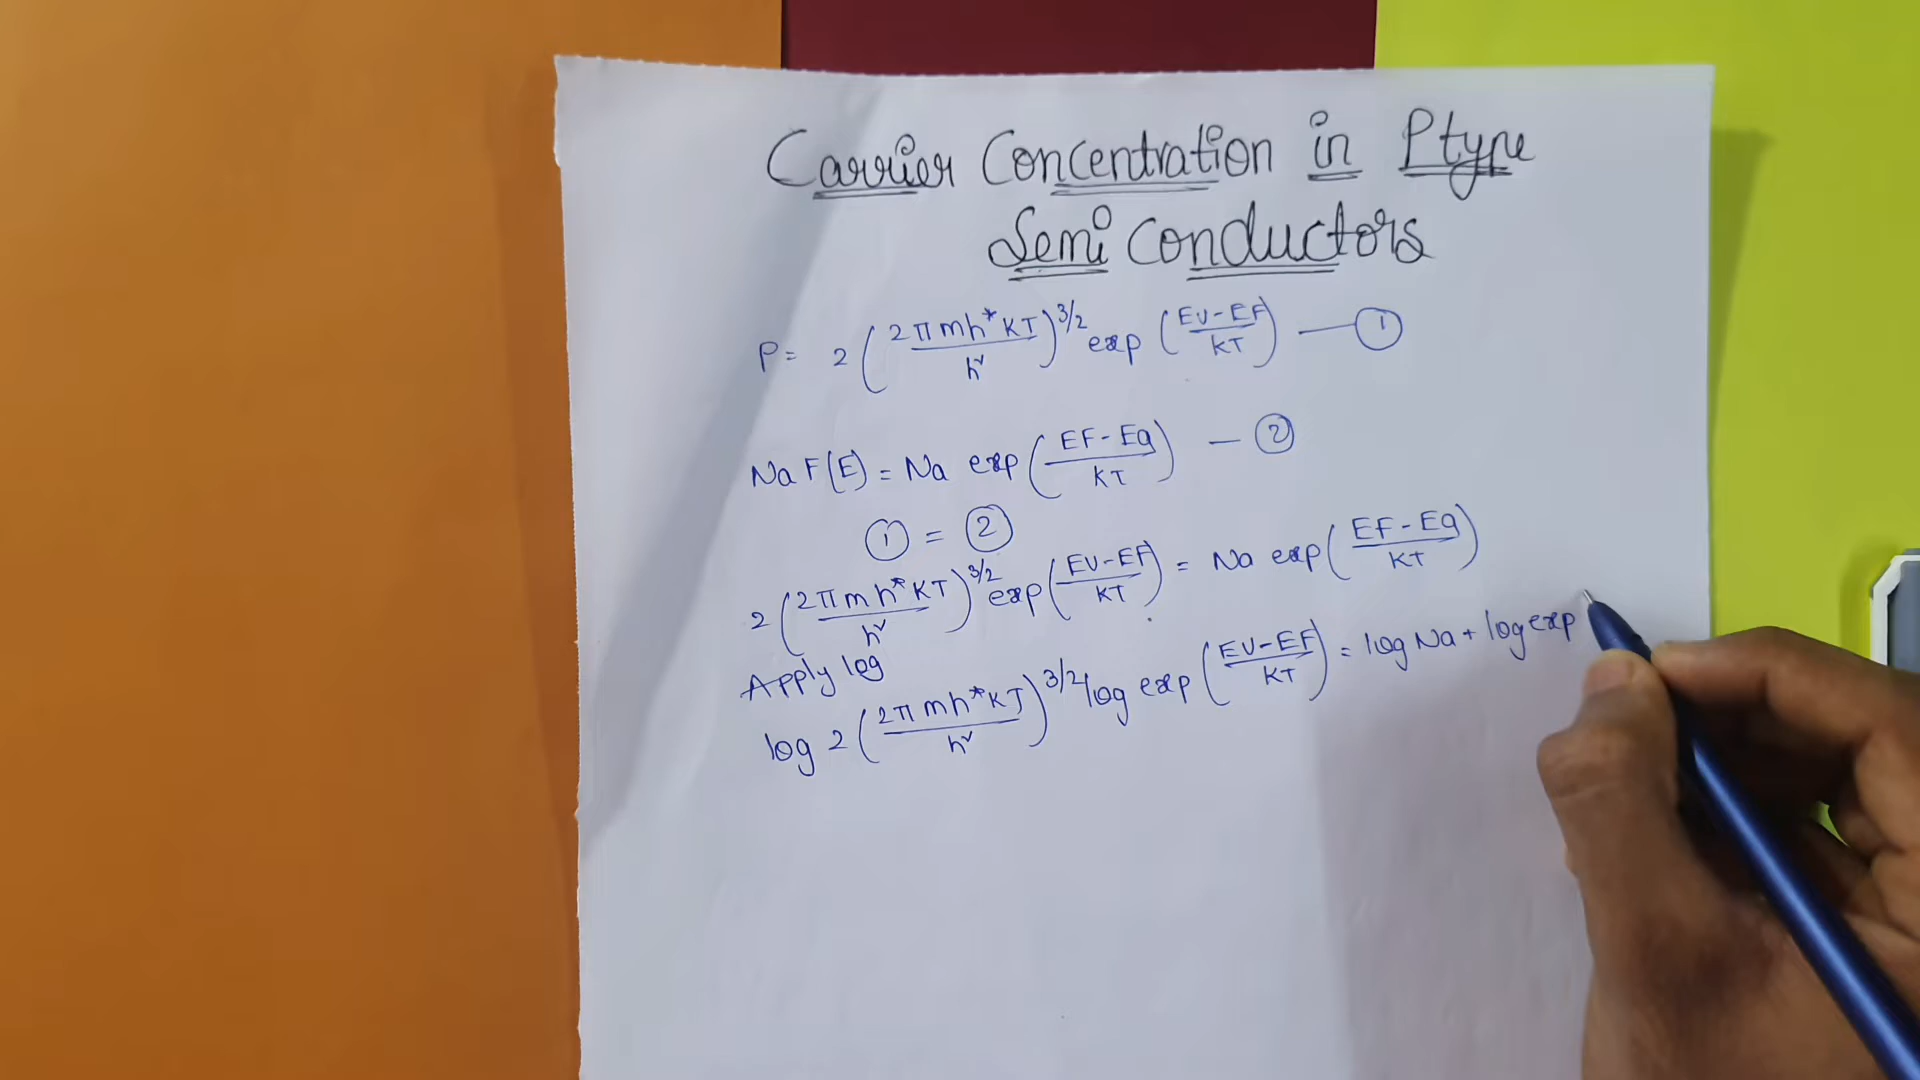 Carrier Concentration in P type
Semi Conductors
P = 2 (2πmh*KT/h²)^3/2 exp (EV-EF/KT) — ①
Na F(E) = Na exp (EF-Ea/KT) — ②
① = ②
2 (2πmh*KT/h²)^3/2 exp (EV-EF/KT) = Na exp (EF-Ea/KT)
Apply log
log 2 (2πmh*KT/h²)^3/2 log exp (EV-EF/KT) = log Na + log exp